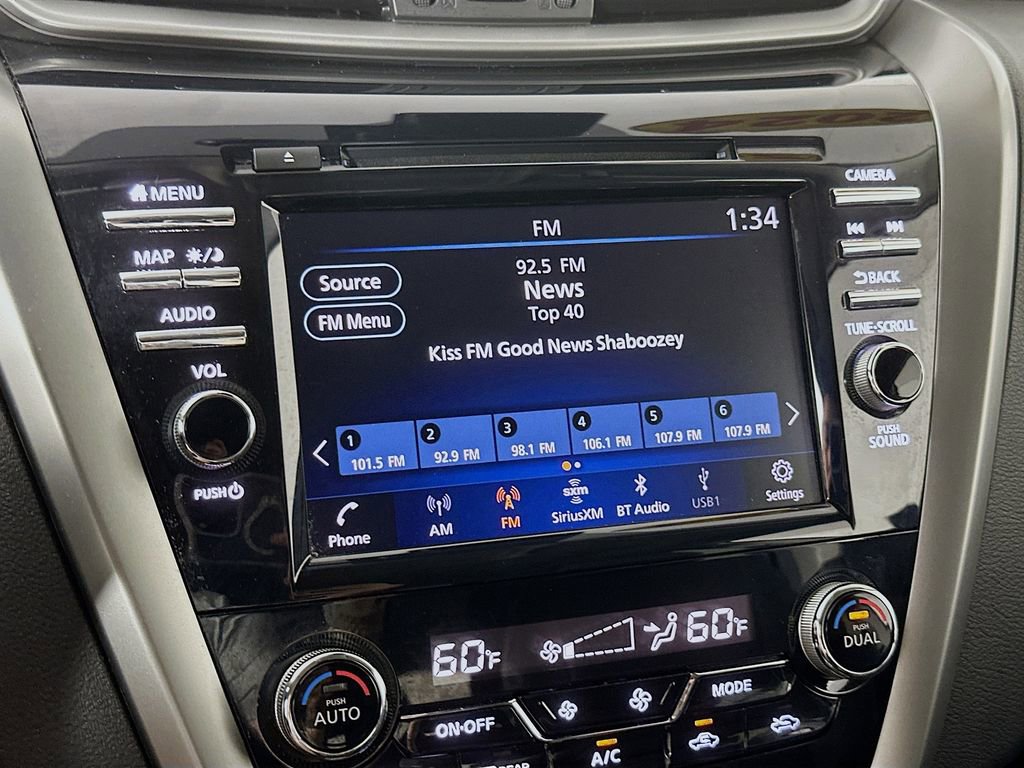 MENU
MAP
AUDIO
VOL
PUSH
CAMERA
BACK
TUNE·SCROLL
PUSH
SOUND
FM
1:34
Source
FM Menu
92.5 FM
News
Top 40
Kiss FM Good News Shaboozey
1 101.5 FM
2 92.9 FM
3 98.1 FM
4 106.1 FM
5 107.9 FM
6 107.9 FM
Phone
AM
FM
sxm
SiriusXM
BT Audio
USB1
Settings
60°F
60°F
PUSH
AUTO
PUSH
DUAL
ON·OFF
MODE
A/C
REAR